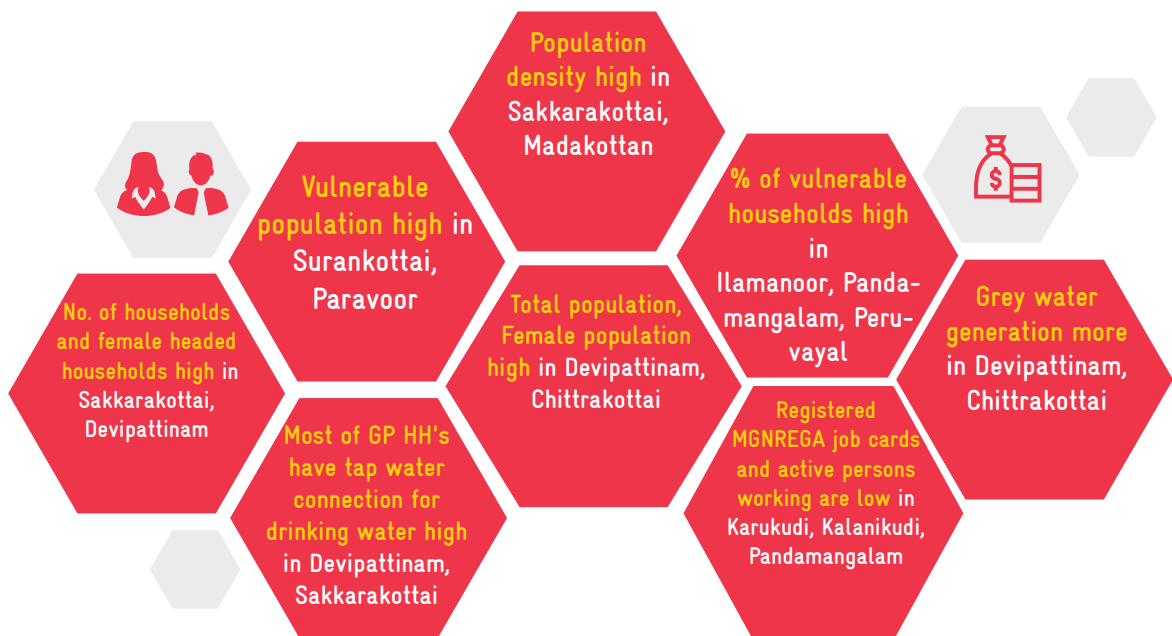 Population
density high in
Sakkarakottai,
Madakottan
Vulnerable
population high in
Surankottai,
Paravoor
% of vulnerable
households high
in
Ilamanoor, Panda-
mangalam, Peru-
vayal
$
No. of households
and female headed
households high in
Sakkarakottai,
Devipattinam
Total population,
Female population
high in Devipattinam,
Chittrakottai
Grey water
generation more
in Devipattinam,
Chittrakottai
Most of GP HH's
have tap water
connection for
drinking water high
in Devipattinam,
Sakkarakottai
Registered
MGNREGA job cards
and active persons
working are low in
Karukudi, Kalanikudi,
Pandamangalam